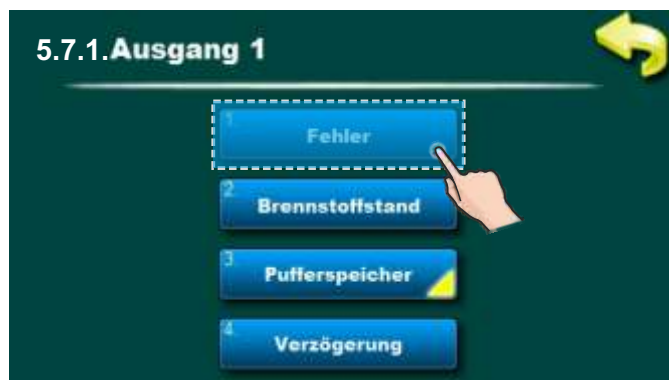 5.7.1.Ausgang 1
1
Fehler
2
Brennstoffstand
3
Pufferspeicher
4
Verzögerung